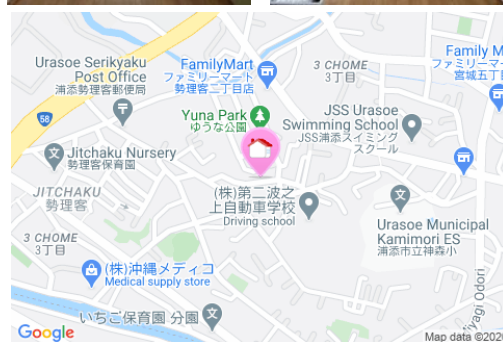 Urasoe Serikyaku
Post Office
浦添勢理客郵便局
FamilyMart
ファミリーマート
勢理客二丁目店
3 CHOME
3丁目
Family M
ファミリーマ
宮城五丁目
58
Yuna Park
ゆうな公園
JSS Urasoe
Swimming School
JSS浦添スイミング
スクール
Jitchaku Nursery
勢理客保育園
JITCHAKU
勢理客
(株)第二波之
上自動車学校
Driving school
Urasoe Municipal
Kamimori ES
浦添市立神森小
3 CHOME
3丁目
(株)沖縄メディコ
Medical supply store
yagi Odori
いちご保育園 分園
Google
Map data ©202